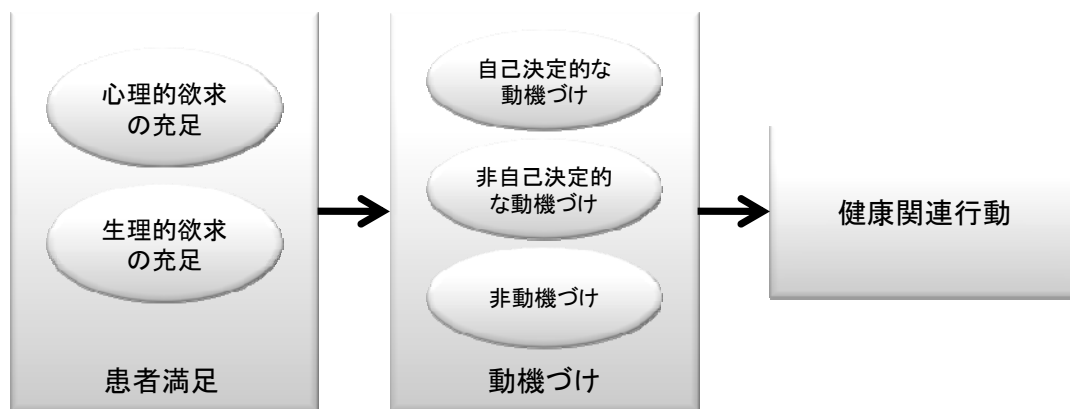 心理的欲求
の充足
生理的欲求
の充足
患者満足
自己決定的な
動機づけ
非自己決定的
な動機づけ
非動機づけ
動機づけ
健康関連行動